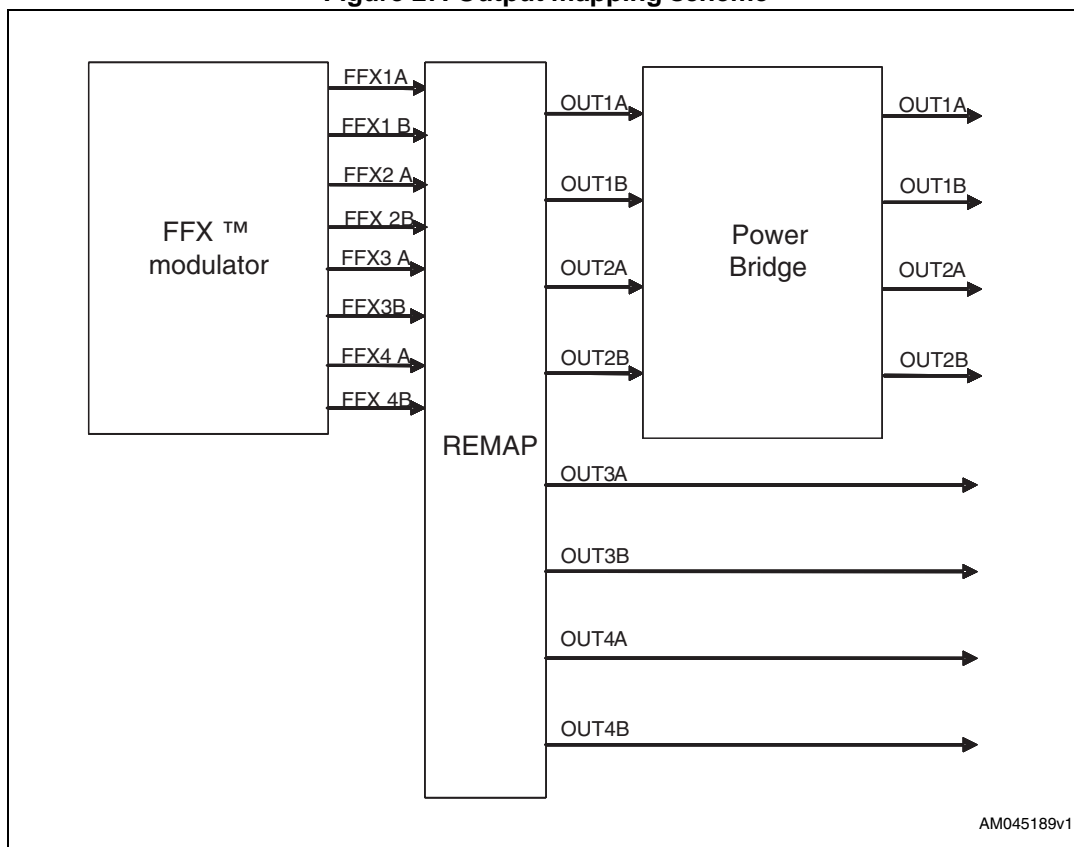 Figure Output mapping scheme
FFX ™
modulator
FFX1A
FFX1 B
FFX2 A
FFX 2B
FFX3 A
FFX3B
FFX4 A
FFX 4B
REMAP
OUT1A
OUT1B
OUT2A
OUT2B
Power
Bridge
OUT1A
OUT1B
OUT2A
OUT2B
OUT3A
OUT3B
OUT4A
OUT4B
AM045189v1